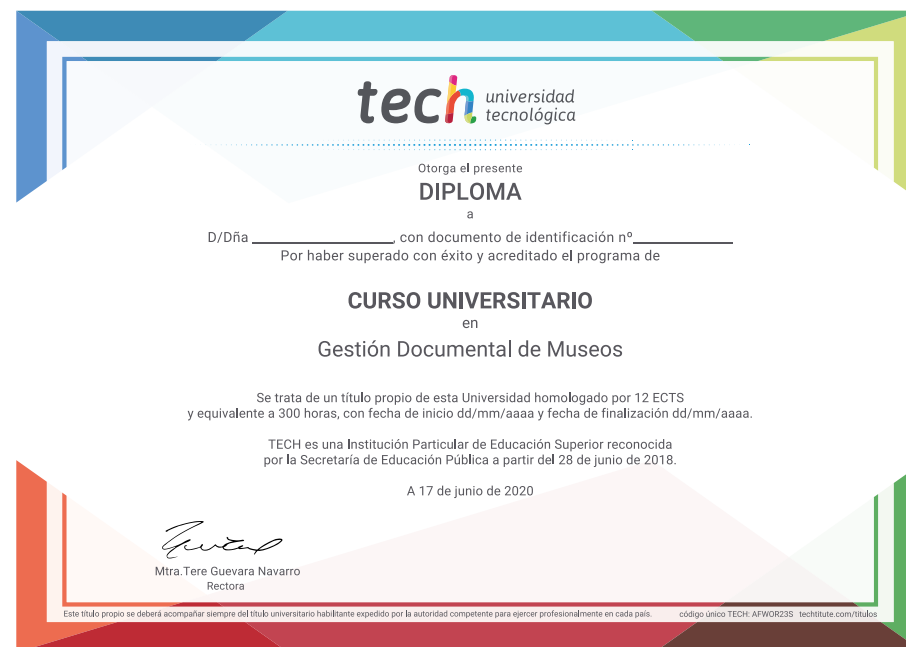 tech universidad
tecnológica
Otorga el presente
DIPLOMA
a
D/Dña ____________________, con documento de identificación nº______________
Por haber superado con éxito y acreditado el programa de
CURSO UNIVERSITARIO
en
Gestión Documental de Museos
Se trata de un título propio de esta Universidad homologado por 12 ECTS
y equivalente a 300 horas, con fecha de inicio dd/mm/aaaa y fecha de finalización dd/mm/aaaa.
TECH es una Institución Particular de Educación Superior reconocida
por la Secretaría de Educación Pública a partir del 28 de junio de 2018.
A 17 de junio de 2020
Mtra.Tere Guevara Navarro
Rectora
Este título propio se deberá acompañar siempre del título universitario habilitante expedido por la autoridad competente para ejercer profesionalmente en cada país. código único TECH: AFWOR23S techtitute.com/titulos